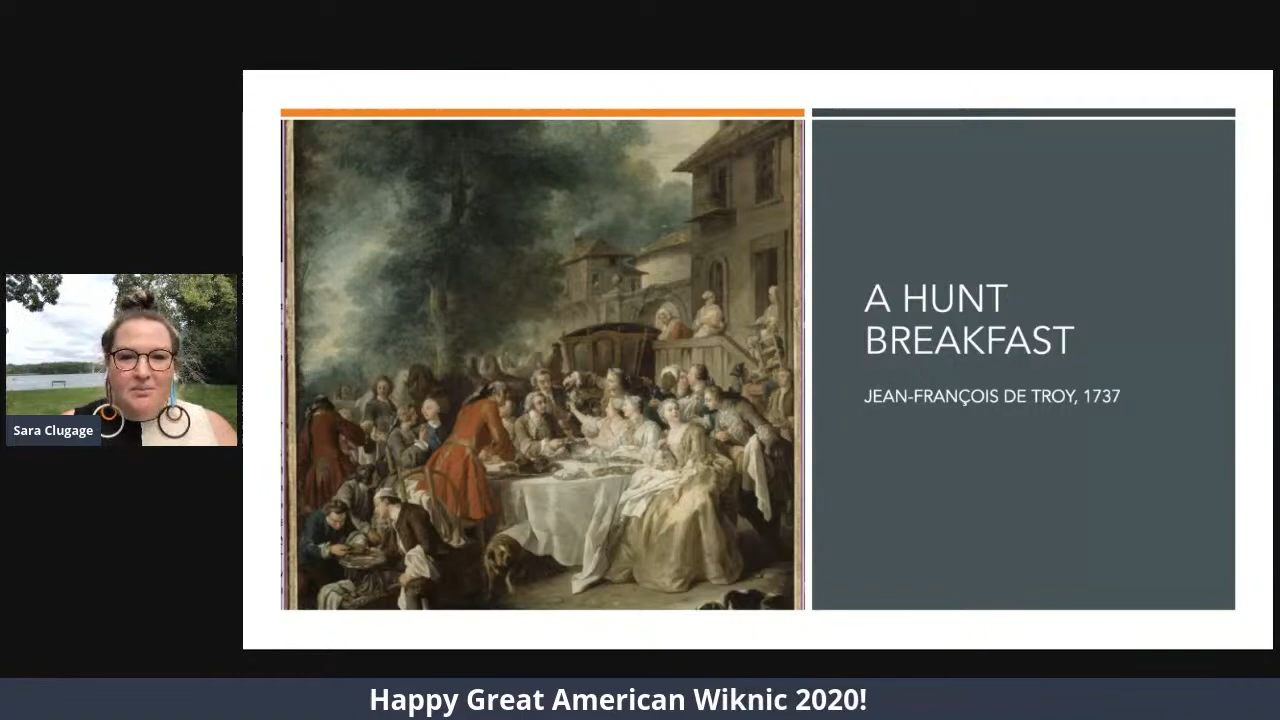 A HUNT
BREAKFAST
JEAN-FRANÇOIS DE TROY, 1737
Sara Clugage
Happy Great American Wiknic 2020!